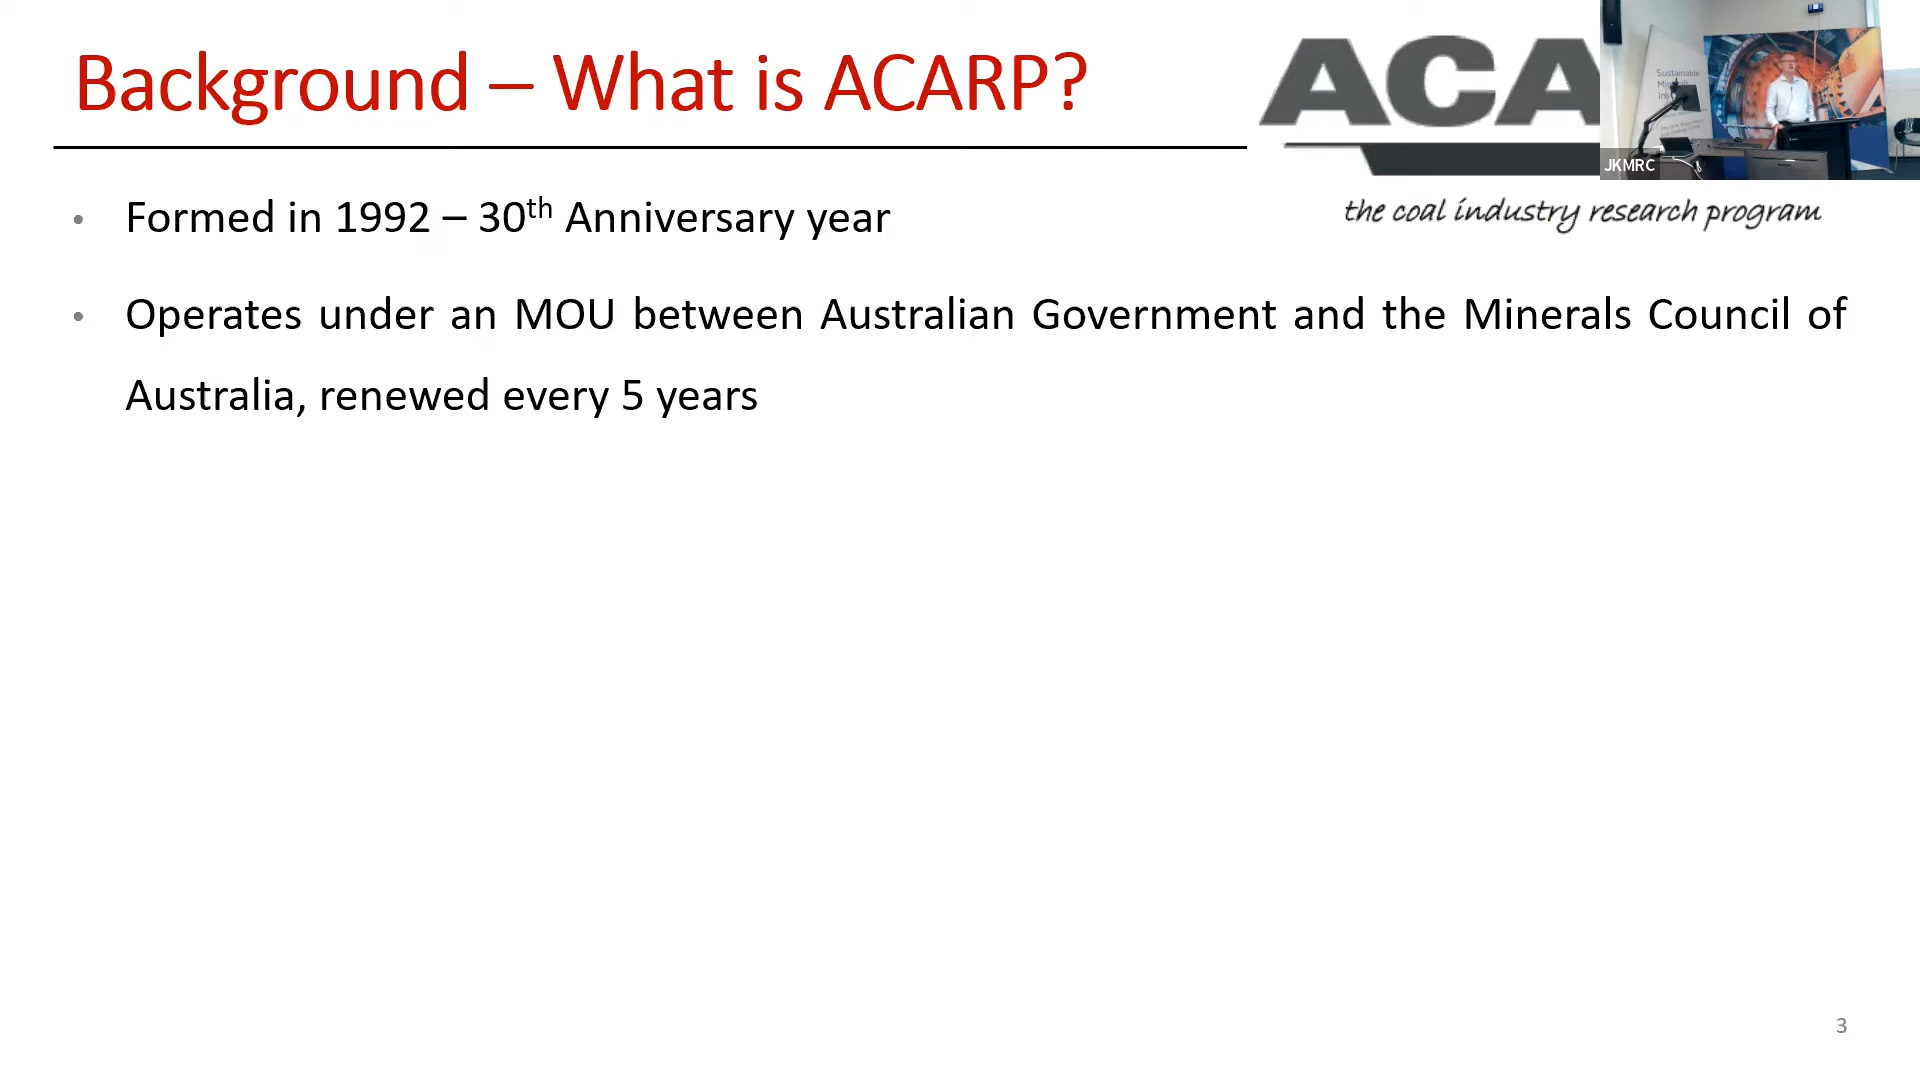 Background – What is ACARP?
ACA
the coal industry research program
JKMRC
Sustainable
• Formed in 1992 – 30th Anniversary year
• Operates under an MOU between Australian Government and the Minerals Council of
Australia, renewed every 5 years
3